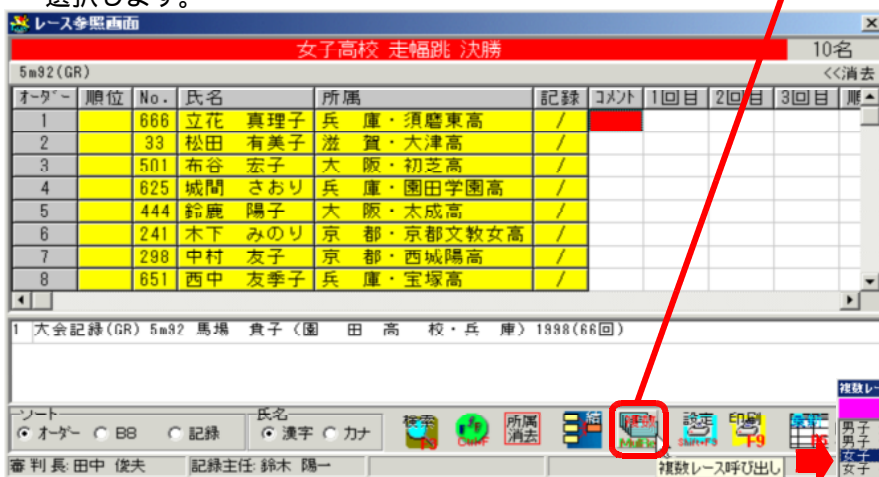 選択します。
レース参照画面
女子高校 走幅跳 決勝 10名
5m92(GR) <<消去
オーダー 順位 No. 氏名 所属 記録 コメント 1回目 2回目 3回目 順
1 666 立花 真理子 兵 庫・須磨東高 /
2 33 松田 有美子 滋 賀・大津高 /
3 501 布谷 宏子 大 阪・初芝高 /
4 625 城間 さおり 兵 庫・園田学園高 /
5 444 鈴鹿 陽子 大 阪・太成高 /
6 241 木下 みのり 京 都・京都文教女高 /
7 298 中村 友子 京 都・西城陽高 /
8 651 西中 友季子 兵 庫・宝塚高 /
1 大会記録(GR) 5m92 馬場 貴子 (園 田 高 校・兵 庫) 1998(66回)
複数レ
ソート 氏名
オーダー BB 記録 漢字 カナ 検索 所属消去 複数 設定 印刷 F9
男子
男子
女子
女子
審判長:田中 俊夫 記録主任:鈴木 陽一 複数レース呼び出し